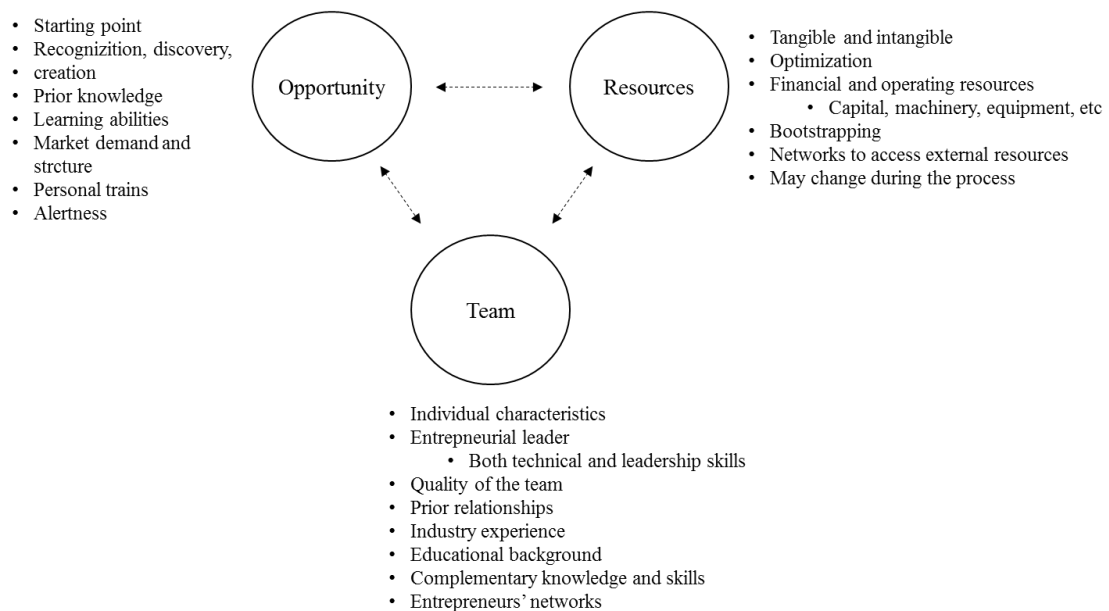 • Starting point
• Recognizition, discovery,
• creation
• Prior knowledge
• Learning abilities
• Market demand and
strcture
• Personal trains
• Alertness
Opportunity
Resources
• Tangible and intangible
• Optimization
• Financial and operating resources
• Capital, machinery, equipment, etc
• Bootstrapping
• Networks to access external resources
• May change during the process
Team
• Individual characteristics
• Entrepneurial leader
• Both technical and leadership skills
• Quality of the team
• Prior relationships
• Industry experience
• Educational background
• Complementary knowledge and skills
• Entrepreneurs’ networks